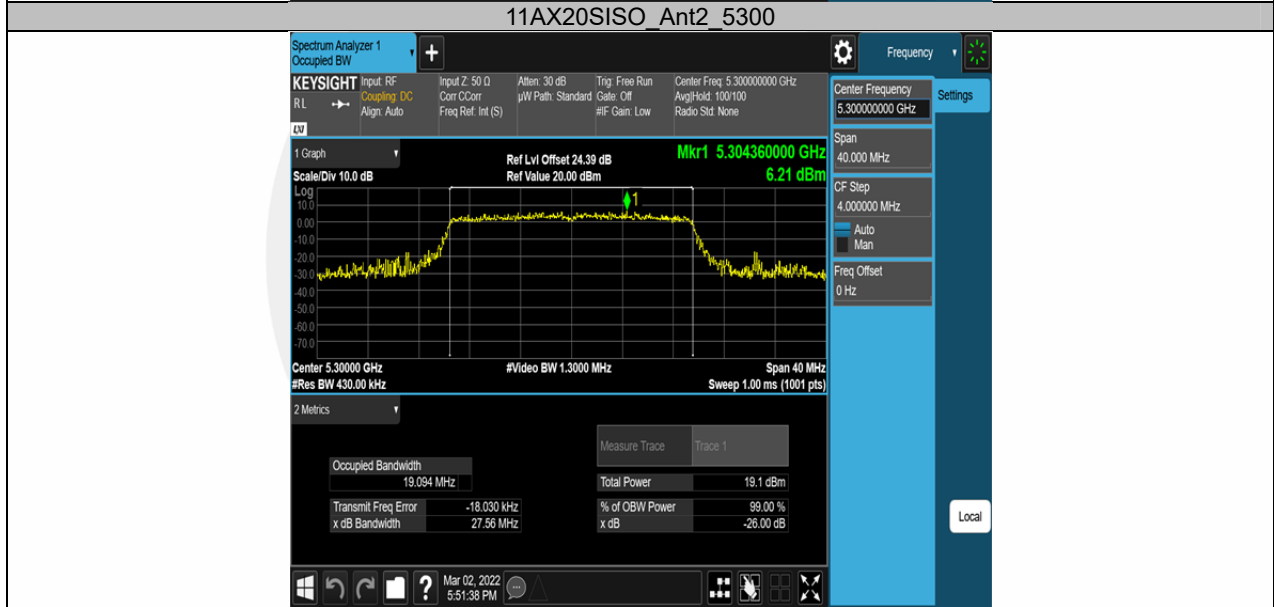 11AX20SISO_Ant2_5300
Spectrum Analyzer 1
Occupied BW
+
Frequency
KEYSIGHT
RL
LXI
Input: RF
Coupling: DC
Align: Auto
Input Z: 50 Ω
Corr CCorr
Freq Ref: Int (S)
Atten: 30 dB
µW Path: Standard
Trig: Free Run
Gate: Off
#IF Gain: Low
Center Freq: 5.300000000 GHz
Avg|Hold: 100/100
Radio Std: None
Center Frequency
5.300000000 GHz
Settings
Span
40.000 MHz
CF Step
4.000000 MHz
Auto
Man
Freq Offset
0 Hz
Local
1 Graph
Scale/Div 10.0 dB
Ref Lvl Offset 24.39 dB
Ref Value 20.00 dBm
Mkr1 5.304360000 GHz
6.21 dBm
Log
10.0
0.00
-10.0
-20.0
-30.0
-40.0
-50.0
-60.0
-70.0
1
Center 5.30000 GHz
#Res BW 430.00 kHz
#Video BW 1.3000 MHz
Span 40 MHz
Sweep 1.00 ms (1001 pts)
2 Metrics
Measure Trace Trace 1
Occupied Bandwidth
19.094 MHz
Total Power 19.1 dBm
Transmit Freq Error -18.030 kHz
% of OBW Power 99.00 %
x dB Bandwidth 27.56 MHz
x dB -26.00 dB
?
Mar 02, 2022
5:51:38 PM